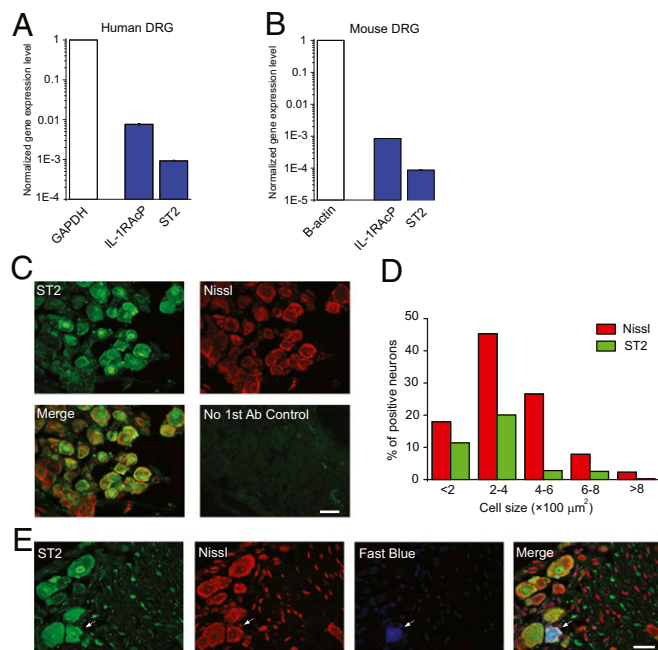 A
Human DRG
Normalized gene expression level
1
0.1
0.01
1E-3
1E-4
GAPDH
IL-1RAcP
ST2
B
Mouse DRG
Normalized gene expression level
1
0.1
0.01
1E-3
1E-4
1E-5
B-actin
IL-1RAcP
ST2
C
ST2
Nissl
Merge
No 1st Ab Control
D
% of positive neurons
50
40
30
20
10
0
Nissl
ST2
<2
2-4
4-6
6-8
>8
Cell size (×100 μm²)
E
ST2
Nissl
Fast Blue
Merge